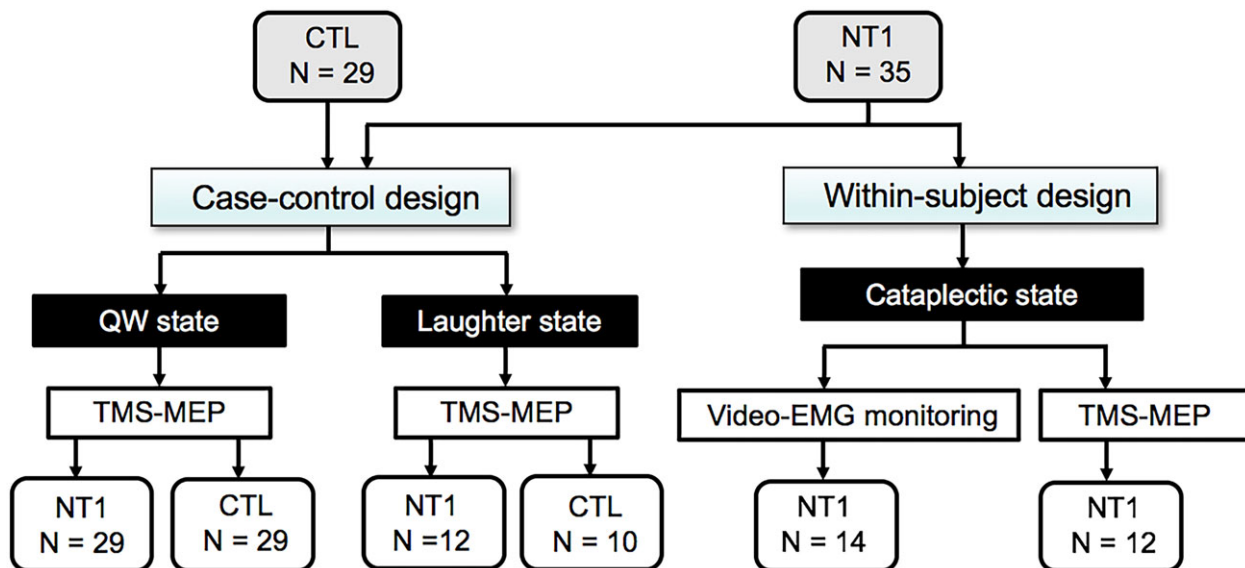 CTL
N = 29
NT1
N = 35
Case-control design
Within-subject design
QW state
Laughter state
Cataplectic state
TMS-MEP
TMS-MEP
Video-EMG monitoring
TMS-MEP
NT1
N = 29
CTL
N = 29
NT1
N =12
CTL
N = 10
NT1
N = 14
NT1
N = 12